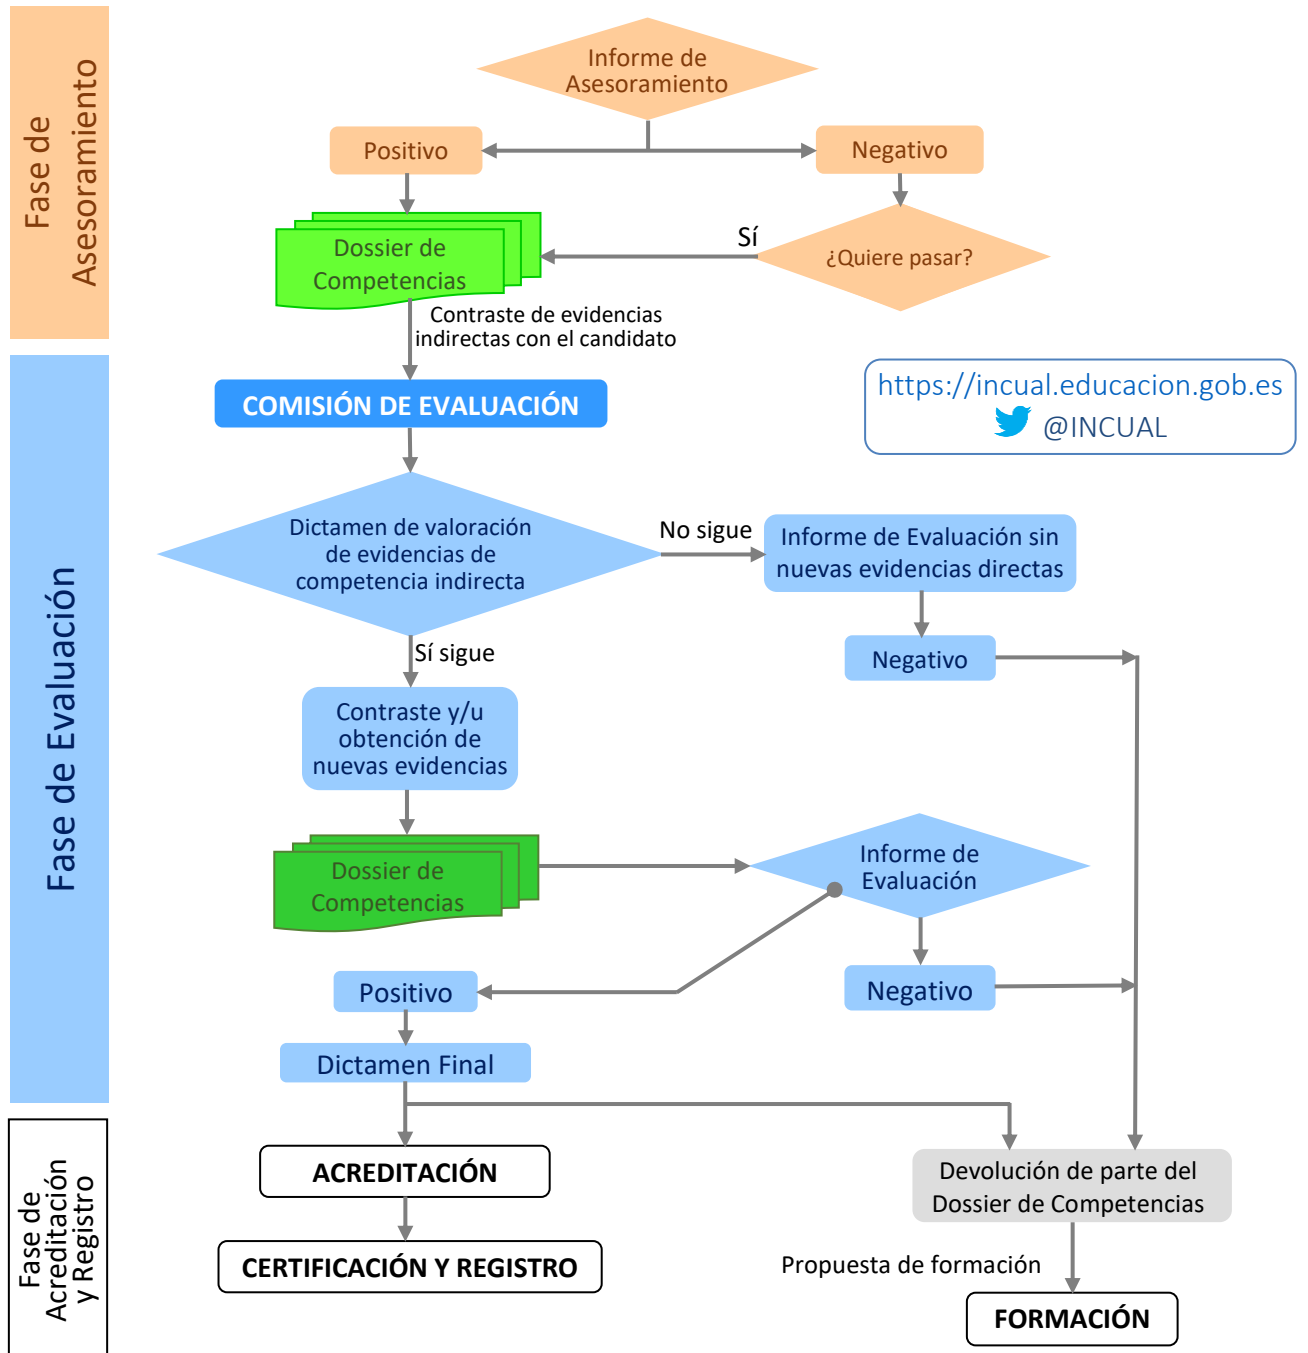 Fase de
Asesoramiento
Informe de
Asesoramiento
Positivo
Negativo
Dossier de
Competencias
Sí
¿Quiere pasar?
Contraste de evidencias
indirectas con el candidato
Fase de Evaluación
COMISIÓN DE EVALUACIÓN
https://incual.educacion.gob.es
@INCUAL
Dictamen de valoración
de evidencias de
competencia indirecta
No sigue
Informe de Evaluación sin
nuevas evidencias directas
Sí sigue
Negativo
Contraste y/u
obtención de
nuevas evidencias
Dossier de
Competencias
Informe de
Evaluación
Positivo
Negativo
Dictamen Final
Fase de
Acreditación
y Registro
ACREDITACIÓN
Devolución de parte del
Dossier de Competencias
CERTIFICACIÓN Y REGISTRO
Propuesta de formación
FORMACIÓN